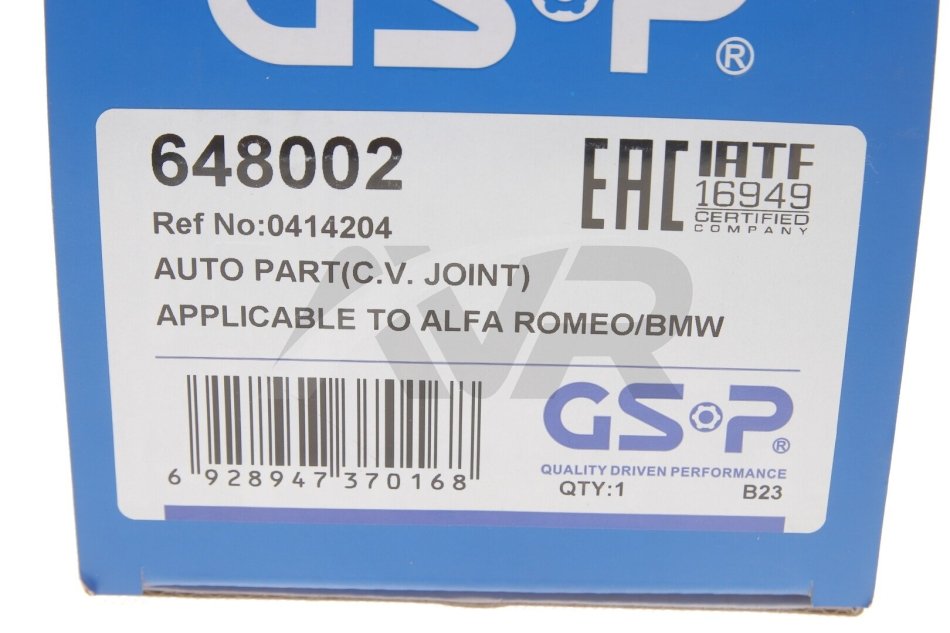 GSP®
648002
EAC
IATF
16949
CERTIFIED
COMPANY
Ref No:0414204
AUTO PART(C.V. JOINT)
APPLICABLE TO ALFA ROMEO/BMW
GSP®
QUALITY DRIVEN PERFORMANCE
6 928947 370168
QTY:1 B23